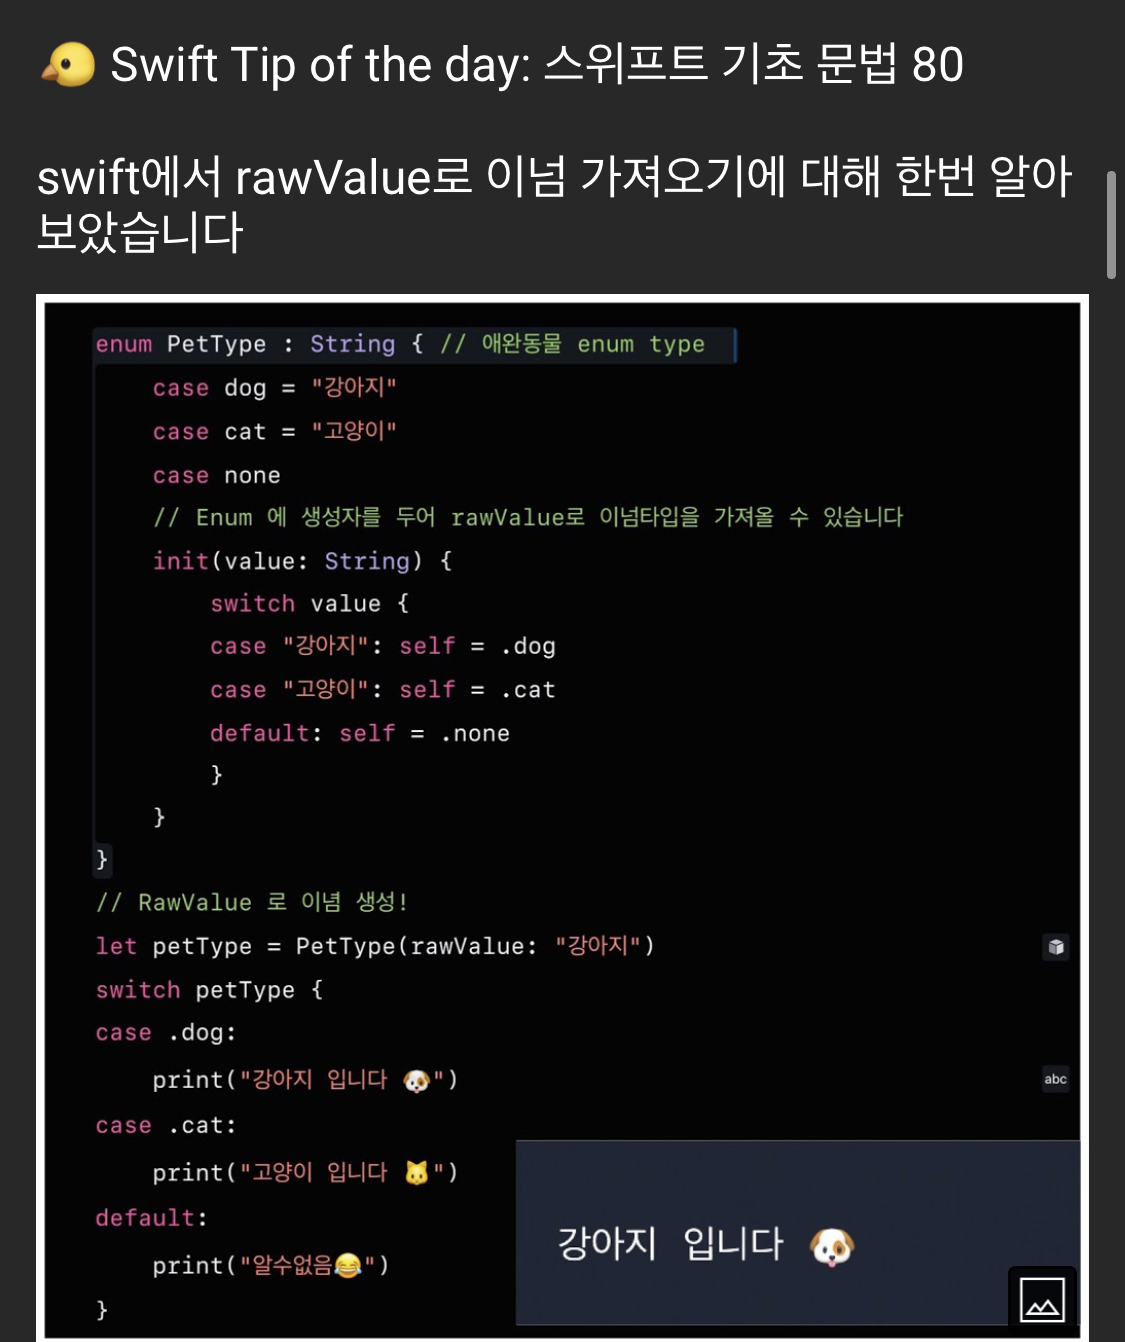 🐤 Swift Tip of the day: 스위프트 기초 문법 80
swift에서 rawValue로 이넘 가져오기에 대해 한번 알아
보았습니다
enum PetType : String { // 애완동물 enum type
case dog = "강아지"
case cat = "고양이"
case none
// Enum 에 생성자를 두어 rawValue로 이넘타입을 가져올 수 있습니다
init(value: String) {
switch value {
case "강아지": self = .dog
case "고양이": self = .cat
default: self = .none
}
}
}
// RawValue 로 이념 생성!
let petType = PetType(rawValue: "강아지")
switch petType {
case .dog:
print("강아지 입니다 🐶")
abc
case .cat:
print("고양이 입니다 🐱")
default:
print("알수없음😂")
}
강아지 입니다 🐶